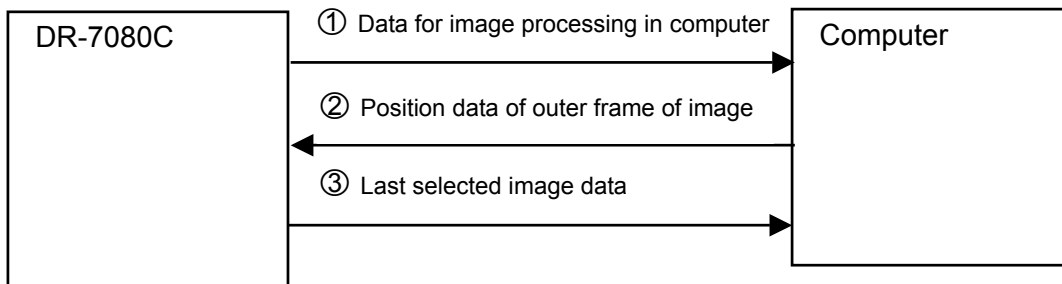 DR-7080C
① Data for image processing in computer
Computer
② Position data of outer frame of image
③ Last selected image data